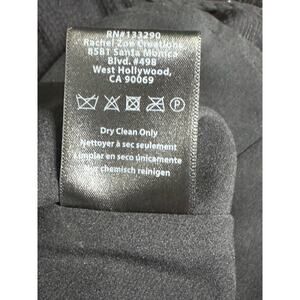 RN#133290
Rachel Zoe Creations
8581 Santa Monica
Blvd. #498
West Hollywood,
CA 90069
P
Dry Clean Only
Nettoyer à sec seulement
Limpiar en seco únicamente
Nur chemisch reinigen